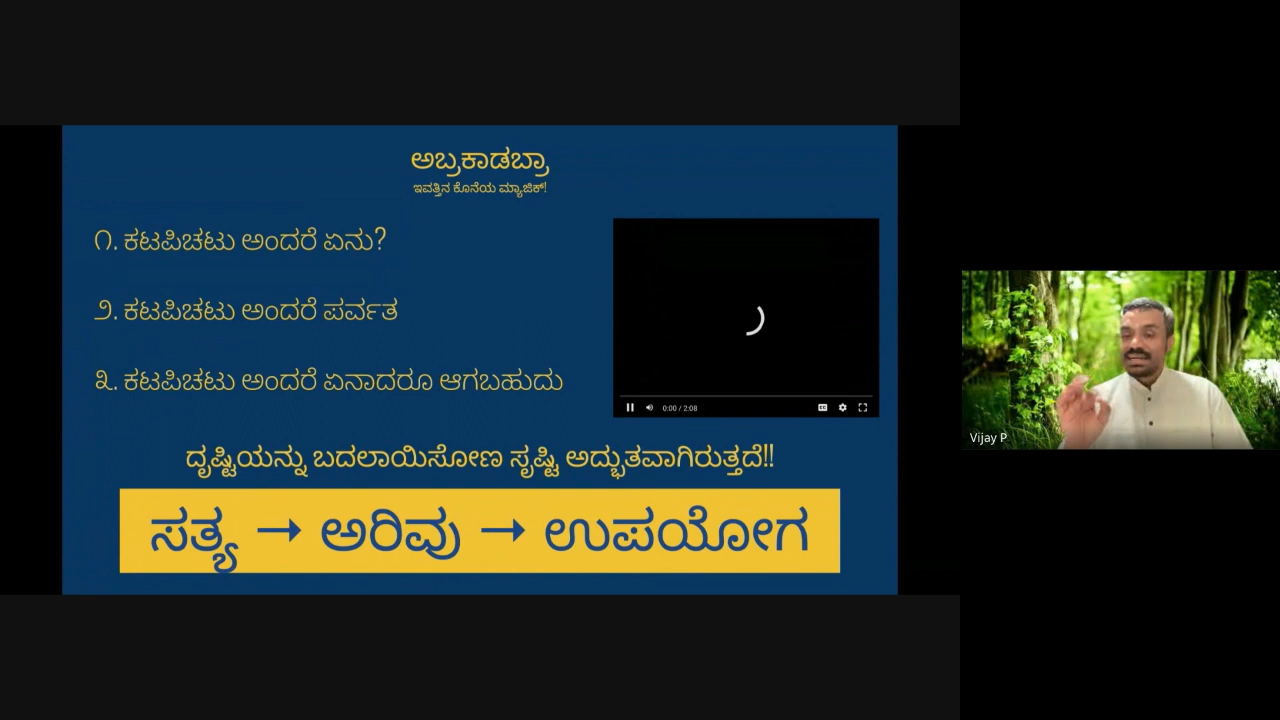 ಅಬ್ರಕಾಡಬ್ರಾ
ಇವತ್ತಿನ ಕೊನೆಯ ಮ್ಯಾಜಿಕ್!
೧. ಕಟಪಿಚಟು ಅಂದರೆ ಏನು?
೨. ಕಟಪಿಚಟು ಅಂದರೆ ಪರ್ವತ
೩. ಕಟಪಿಚಟು ಅಂದರೆ ಏನಾದರೂ ಆಗಬಹುದು
0:00 / 2:08
ದೃಷ್ಟಿಯನ್ನು ಬದಲಾಯಿಸೋಣ ಸೃಷ್ಟಿ ಅದ್ಭುತವಾಗಿರುತ್ತದೆ!!
ಸತ್ಯ → ಅರಿವು → ಉಪಯೋಗ
Vijay P